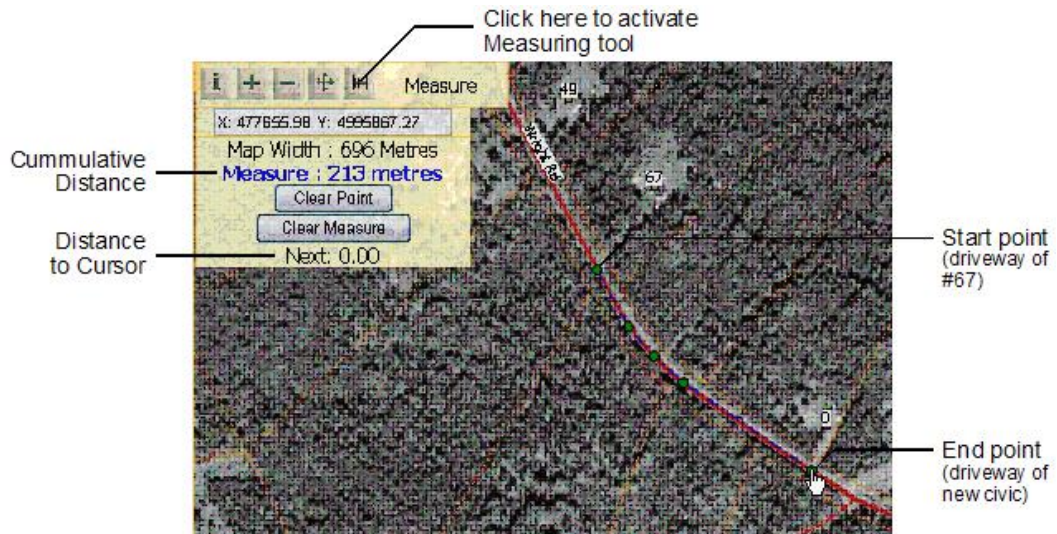 Click here to activate
Measuring tool
i
Measure
X: 477655.98 Y: 4995867.27
Map Width : 696 Metres
Measure : 213 metres
Clear Point
Clear Measure
Next: 0.00
Cummulative
Distance
Distance
to Cursor
49
67
Rd
0
Start point
(driveway of
#67)
End point
(driveway of
new civic)